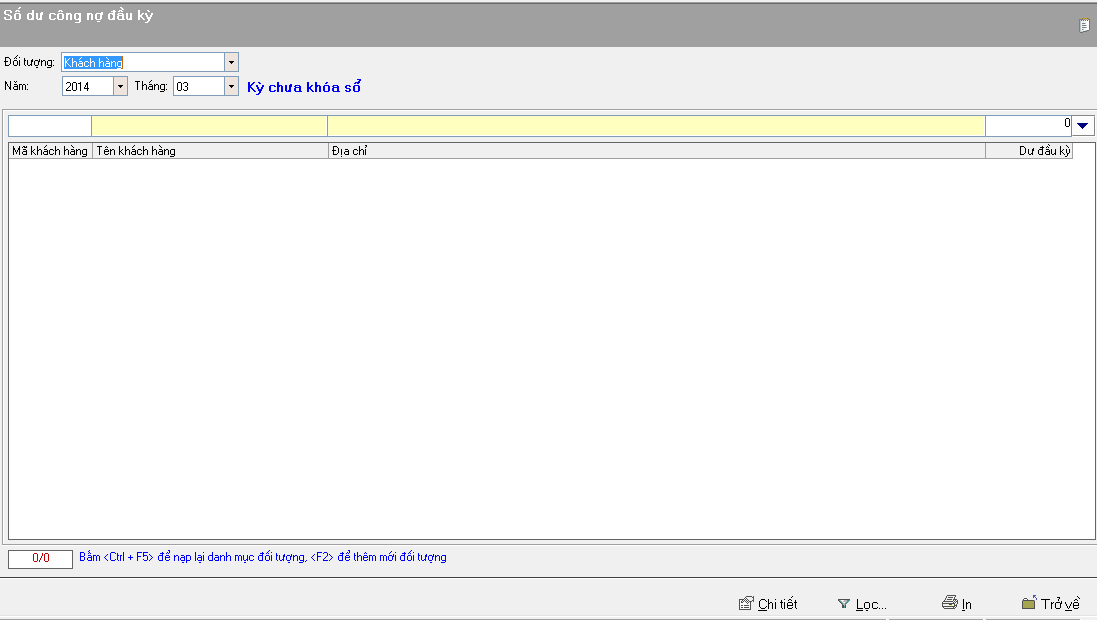 Số dư công nợ đầu kỳ
Đối tượng: Khách hàng
Năm: 2014 Tháng: 03 Kỳ chưa khóa sổ
0
Mã khách hàng Tên khách hàng Địa chỉ Dư đầu kỳ
0/0 Bấm <Ctrl + F5> để nạp lại danh mục đối tượng, <F2> để thêm mới đối tượng
Chi tiết Lọc... In Trở về